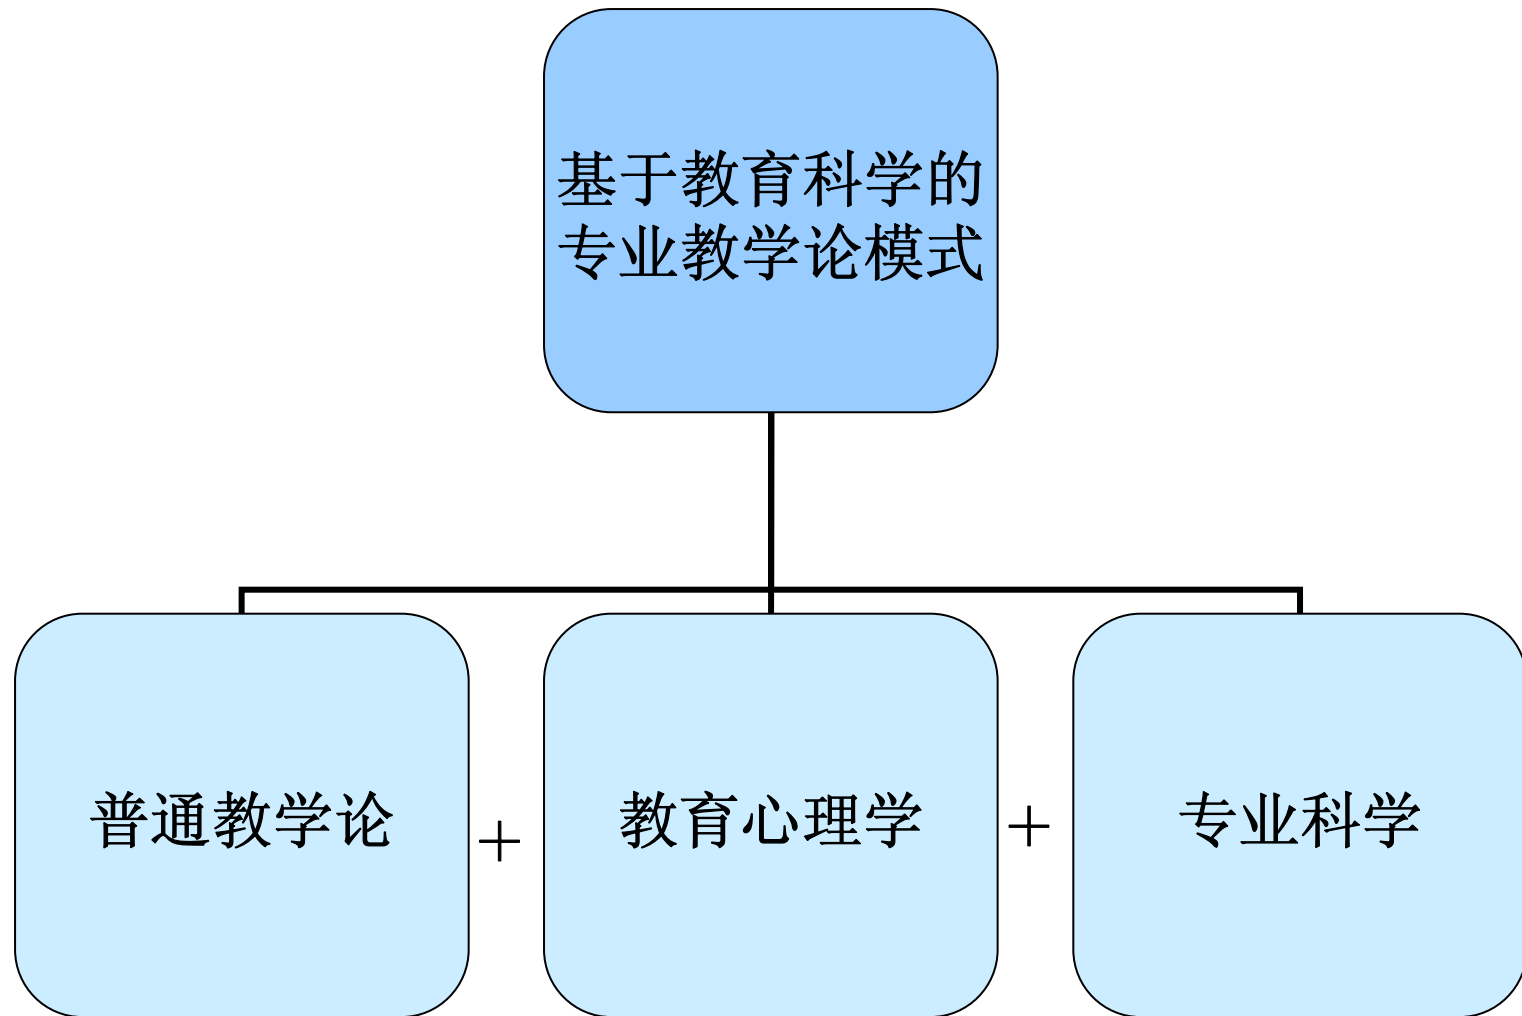 基于教育科学的
专业教学论模式
普通教学论
+
教育心理学
+
专业科学